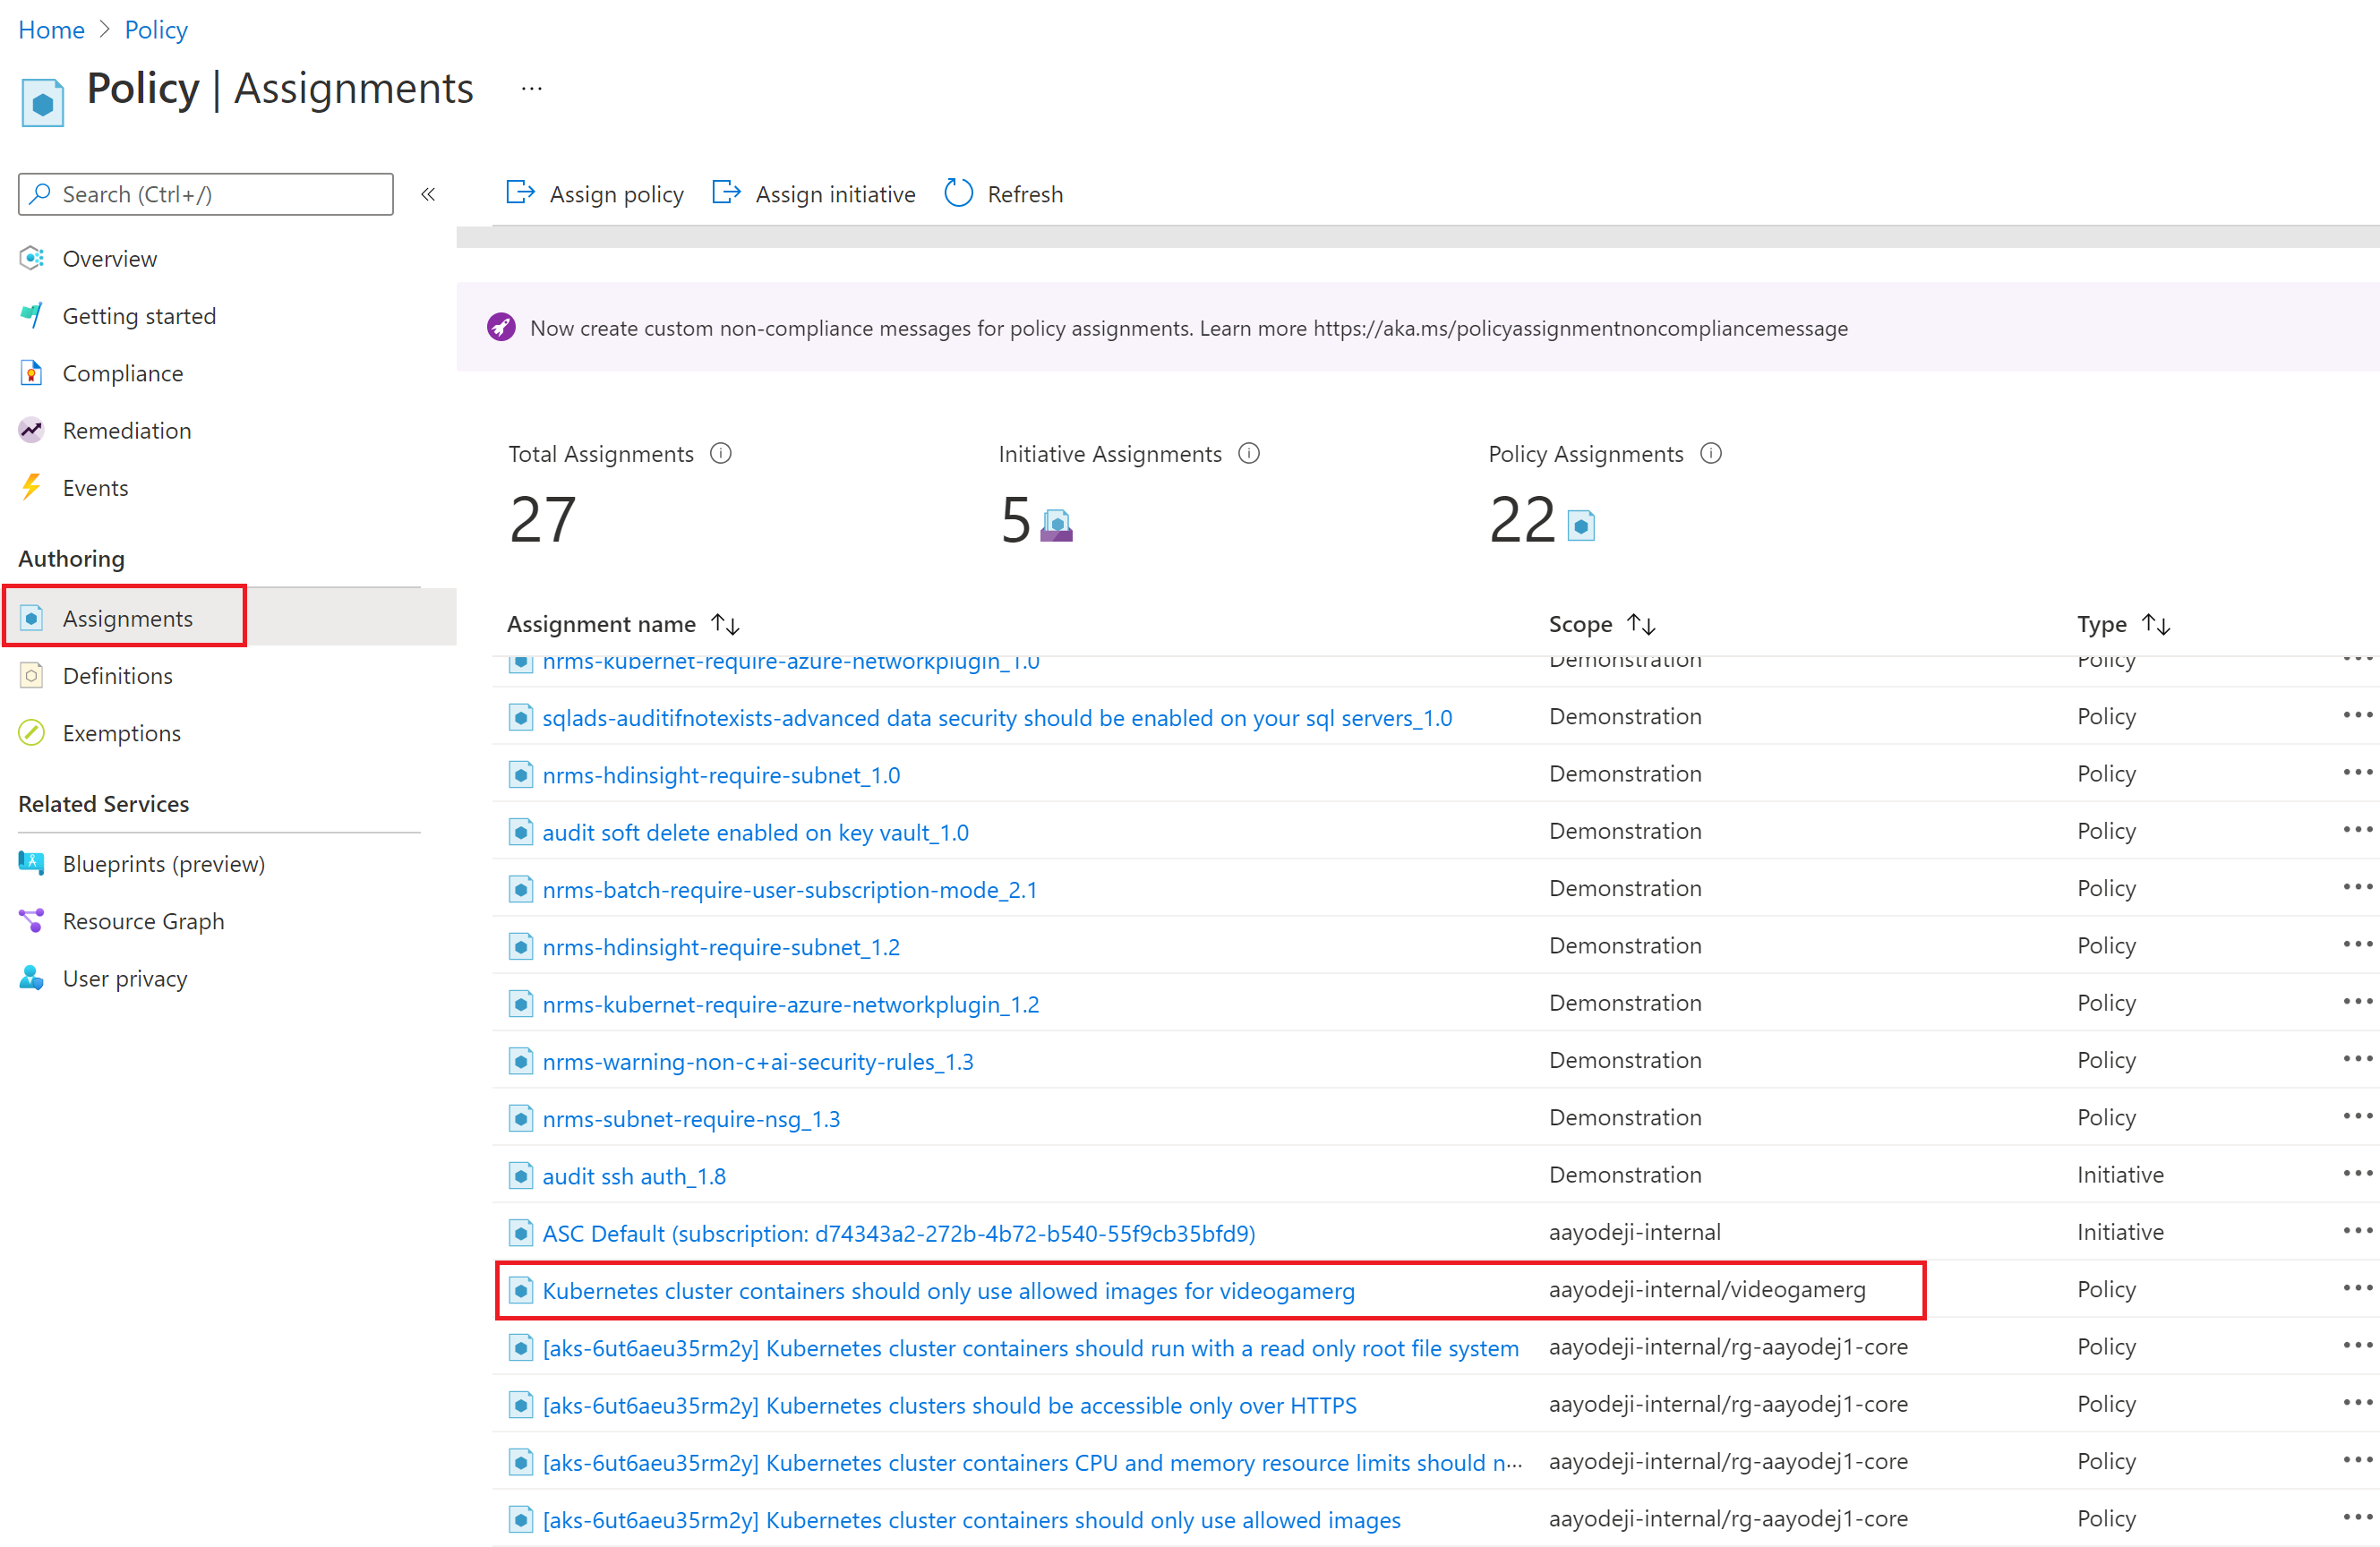 Home > Policy
Policy | Assignments ...
Search (Ctrl+/) «
Assign policy Assign initiative Refresh
Overview
Getting started
Compliance
Remediation
Events
Authoring
Assignments
Definitions
Exemptions
Related Services
Blueprints (preview)
Resource Graph
User privacy
Now create custom non-compliance messages for policy assignments. Learn more https://aka.ms/policyassignmentnoncompliancemessage
Total Assignments Initiative Assignments Policy Assignments
27 5 22
Assignment name ↑↓ Scope ↑↓ Type ↑↓
nrms-kubernet-require-azure-networkplugin_1.0 Demonstration Policy
sqlads-auditifnotexists-advanced data security should be enabled on your sql servers_1.0 Demonstration Policy
nrms-hdinsight-require-subnet_1.0 Demonstration Policy
audit soft delete enabled on key vault_1.0 Demonstration Policy
nrms-batch-require-user-subscription-mode_2.1 Demonstration Policy
nrms-hdinsight-require-subnet_1.2 Demonstration Policy
nrms-kubernet-require-azure-networkplugin_1.2 Demonstration Policy
nrms-warning-non-c+ai-security-rules_1.3 Demonstration Policy
nrms-subnet-require-nsg_1.3 Demonstration Policy
audit ssh auth_1.8 Demonstration Initiative
ASC Default (subscription: d74343a2-272b-4b72-b540-55f9cb35bfd9) aayodeji-internal Initiative
Kubernetes cluster containers should only use allowed images for videogamerg aayodeji-internal/videogamerg Policy
[aks-6ut6aeu35rm2y] Kubernetes cluster containers should run with a read only root file system aayodeji-internal/rg-aayodej1-core Policy
[aks-6ut6aeu35rm2y] Kubernetes clusters should be accessible only over HTTPS aayodeji-internal/rg-aayodej1-core Policy
[aks-6ut6aeu35rm2y] Kubernetes cluster containers CPU and memory resource limits should n... aayodeji-internal/rg-aayodej1-core Policy
[aks-6ut6aeu35rm2y] Kubernetes cluster containers should only use allowed images aayodeji-internal/rg-aayodej1-core Policy